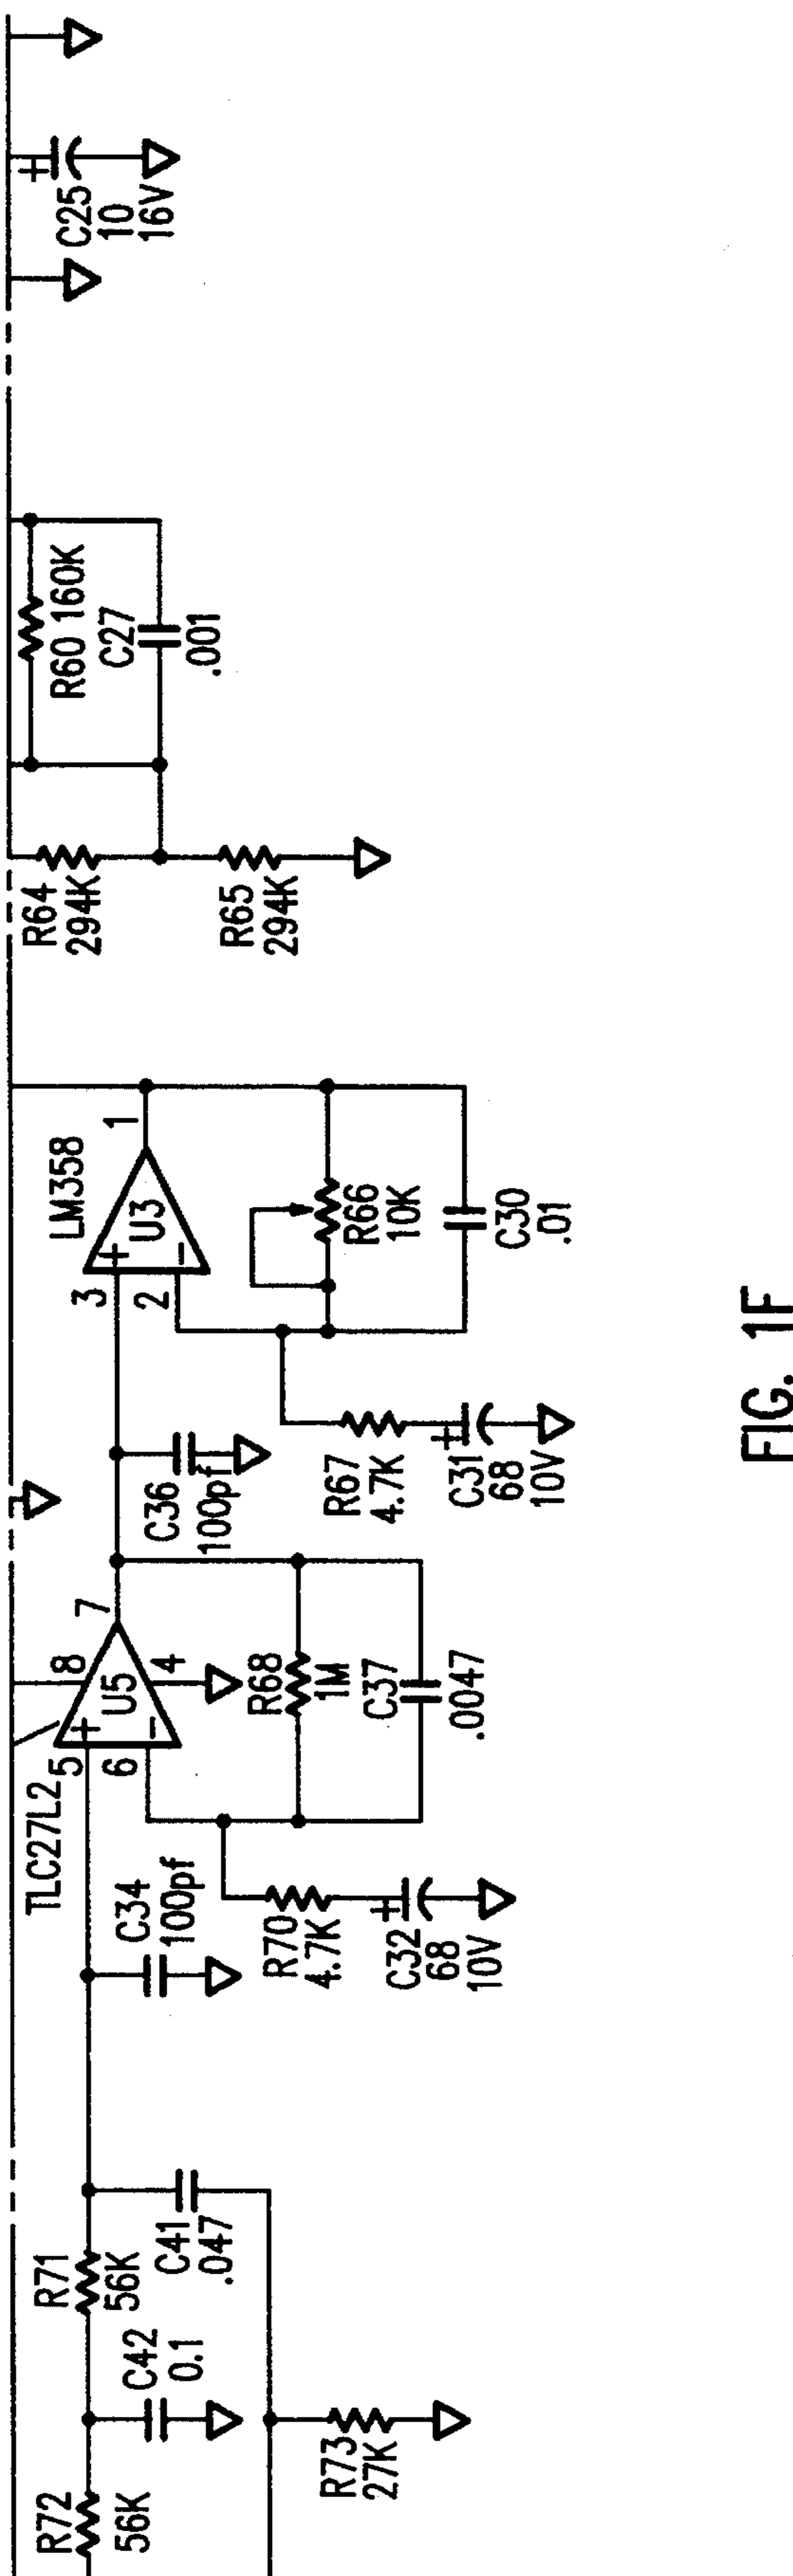 C25
10
16V
R60 160K
C27
.001
R64
294K
R65
294K
LM358
1
+
U3
-
3
2
R66
10K
C30
.01
C36
100pf
R67
4.7K
+
C31
68
10V
TLC27L2
7
8
4
+
U5
-
5
6
R68
1M
C37
.0047
C34
100pf
R70
4.7K
+
C32
68
10V
R71
56K
C41
.047
C42
0.1
R72
56K
R73
27K
FIG. 1F